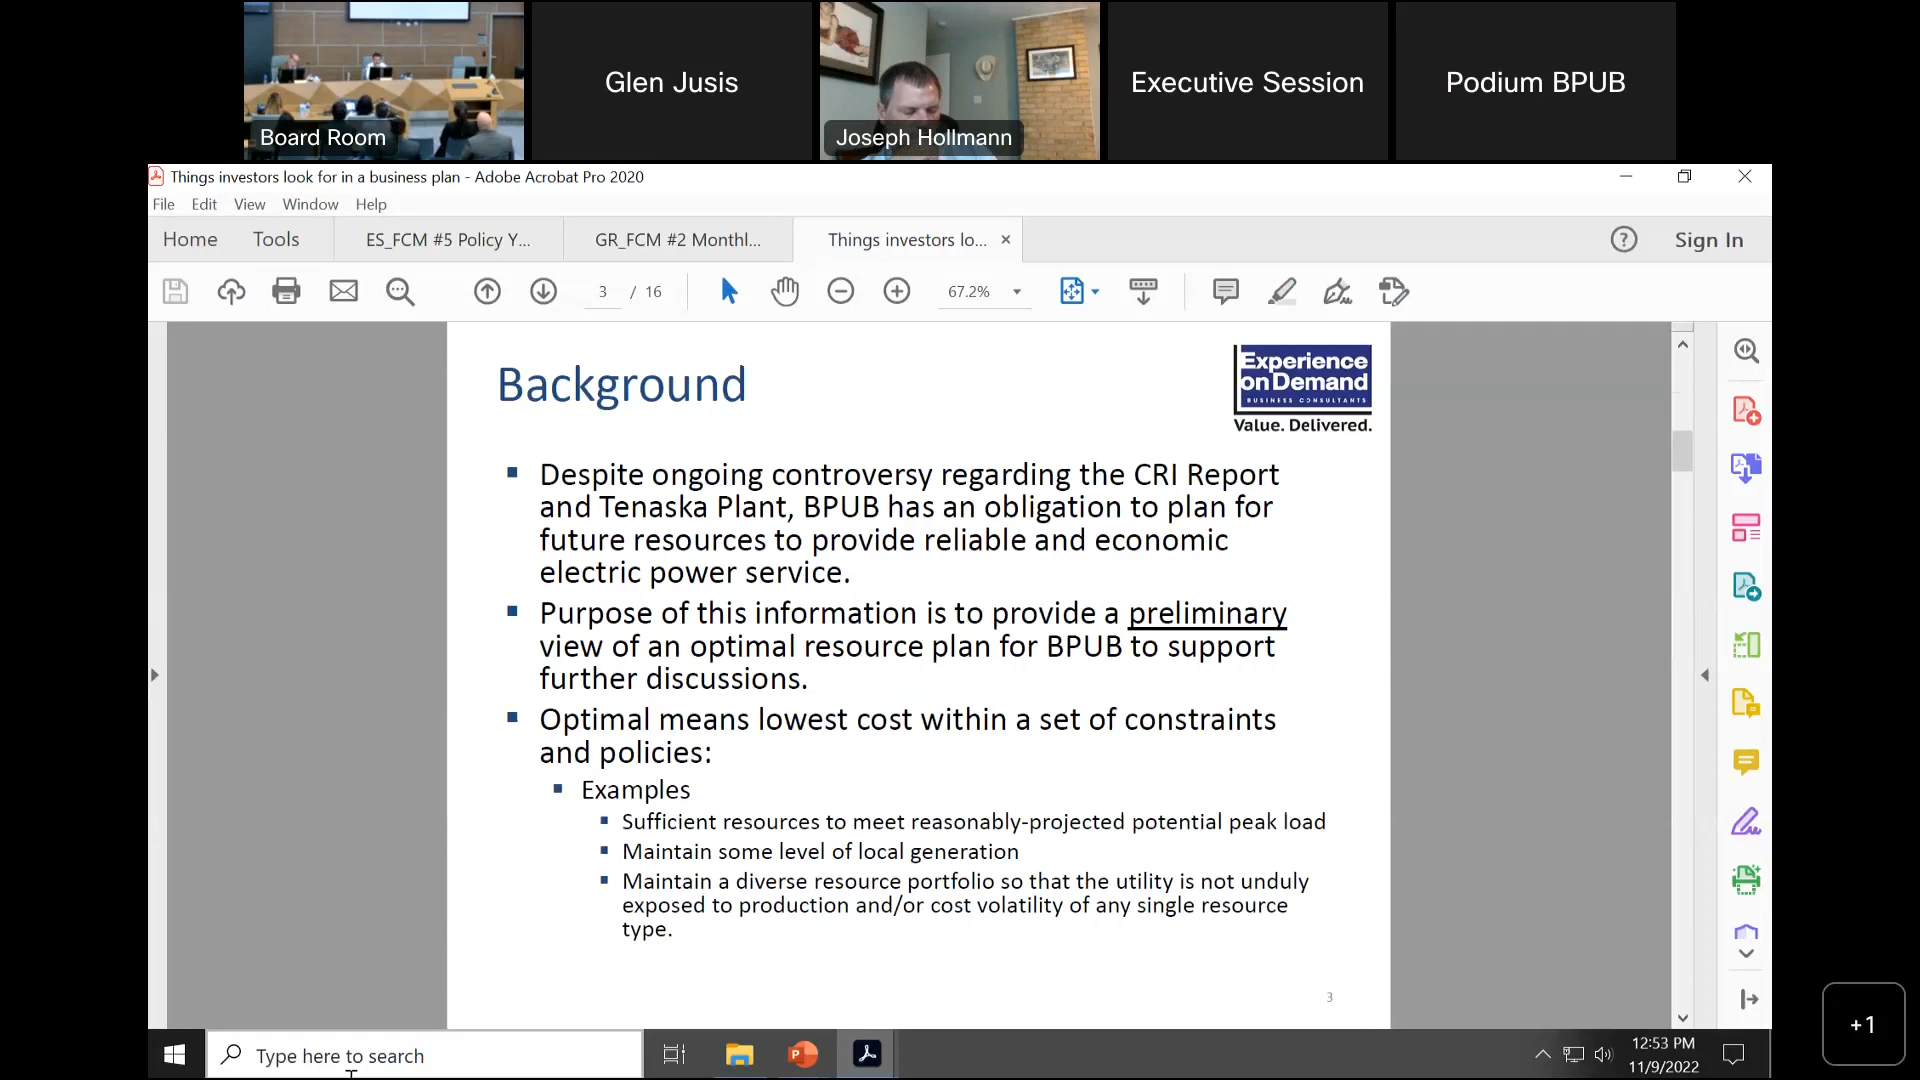 Board Room
Glen Jusis
Joseph Hollmann
Executive Session
Podium BPUB
Things investors look for in a business plan - Adobe Acrobat Pro 2020
File Edit View Window Help
Home Tools ES_FCM #5 Policy Y... GR_FCM #2 Monthl... Things investors lo... × ? Sign In
3 / 16 67.2%
Background
Experience
on Demand
BUSINESS CONSULTANTS
Value. Delivered.
▪ Despite ongoing controversy regarding the CRI Report
and Tenaska Plant, BPUB has an obligation to plan for
future resources to provide reliable and economic
electric power service.
▪ Purpose of this information is to provide a preliminary
view of an optimal resource plan for BPUB to support
further discussions.
▪ Optimal means lowest cost within a set of constraints
and policies:
▪ Examples
▪ Sufficient resources to meet reasonably-projected potential peak load
▪ Maintain some level of local generation
▪ Maintain a diverse resource portfolio so that the utility is not unduly
exposed to production and/or cost volatility of any single resource
type.
3
+1
Type here to search
12:53 PM
11/9/2022